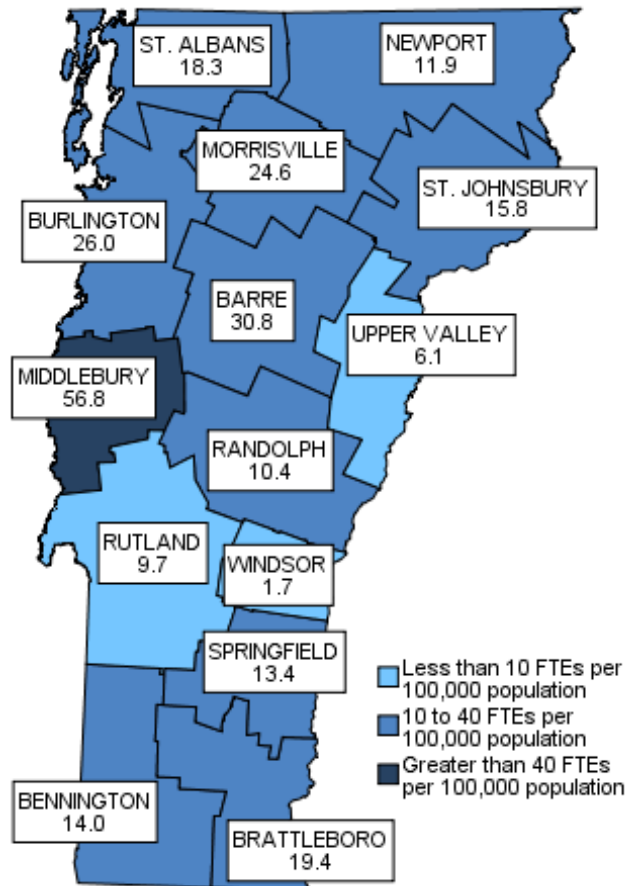 ST. ALBANS
18.3
NEWPORT
11.9
MORRISVILLE
24.6
ST. JOHNSBURY
15.8
BURLINGTON
26.0
BARRE
30.8
UPPER VALLEY
6.1
MIDDLEBURY
56.8
RANDOLPH
10.4
RUTLAND
9.7
WINDSOR
1.7
SPRINGFIELD
13.4
Less than 10 FTEs per
100,000 population
10 to 40 FTEs per
100,000 population
Greater than 40 FTEs
per 100,000 population
BENNINGTON
14.0
BRATTLEBORO
19.4